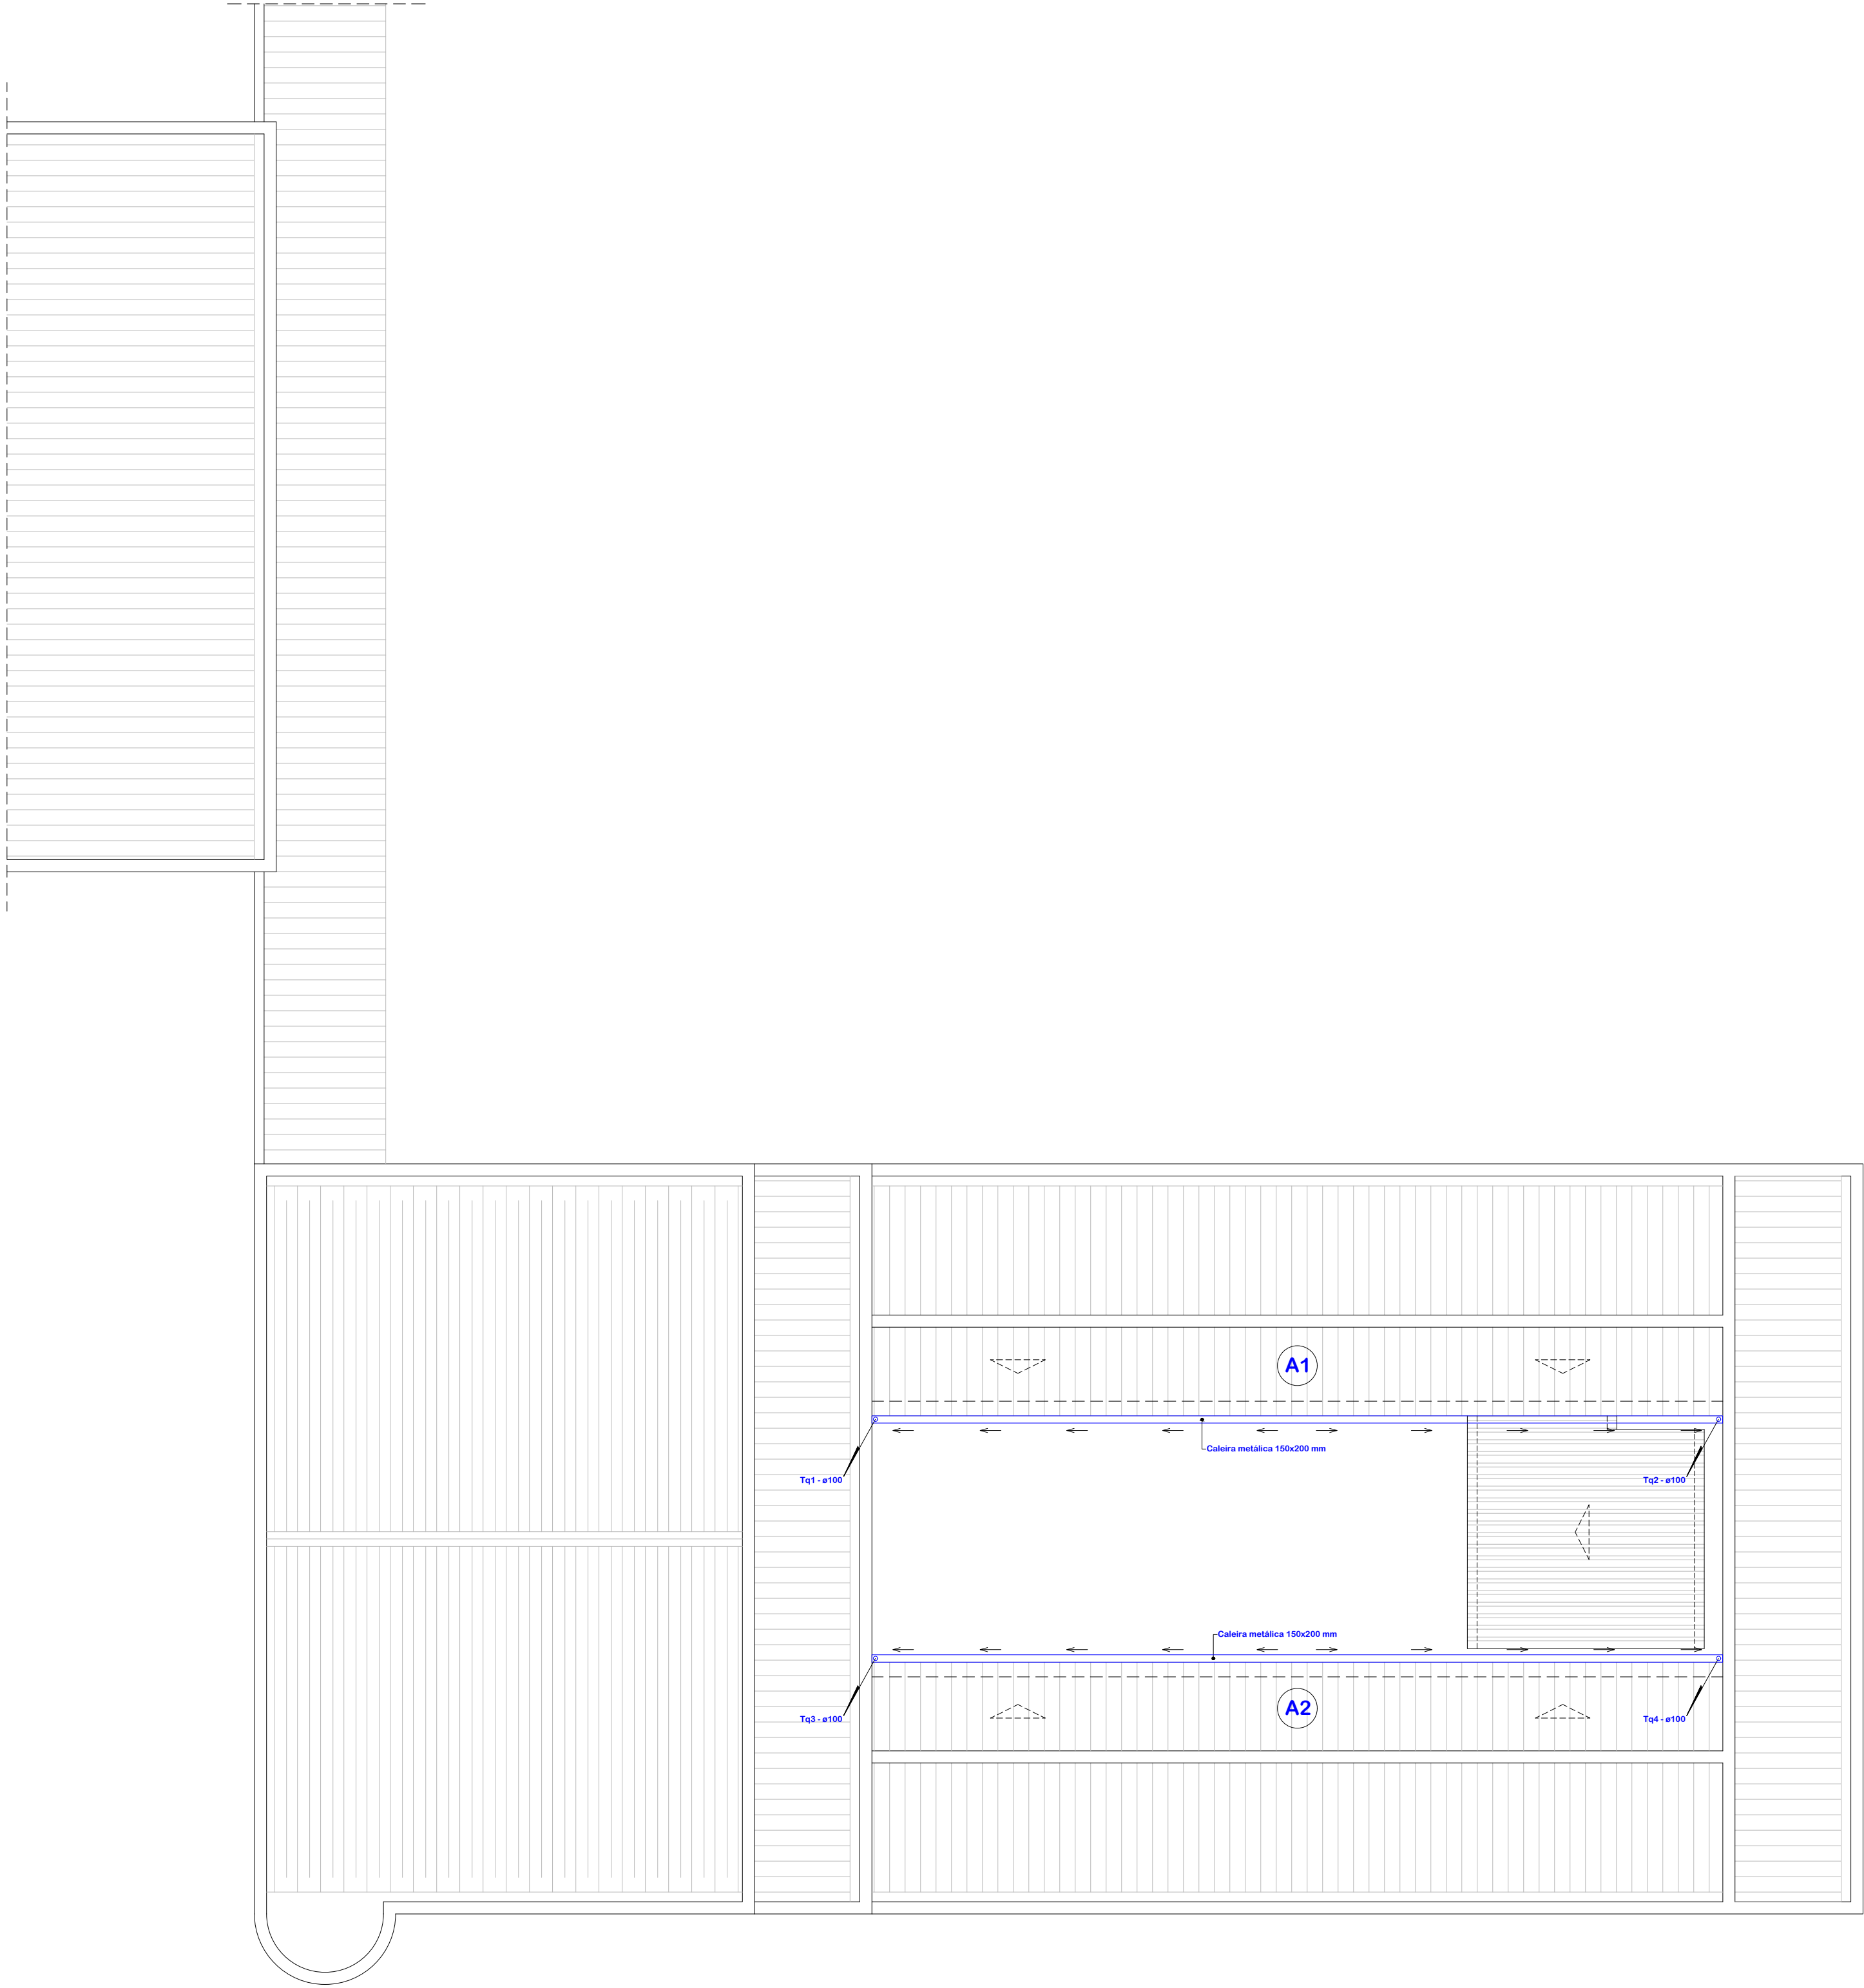 A1
Caleira metálica 150x200 mm
Tq1 - ø100
Tq2 - ø100
Caleira metálica 150x200 mm
A2
Tq3 - ø100
Tq4 - ø100